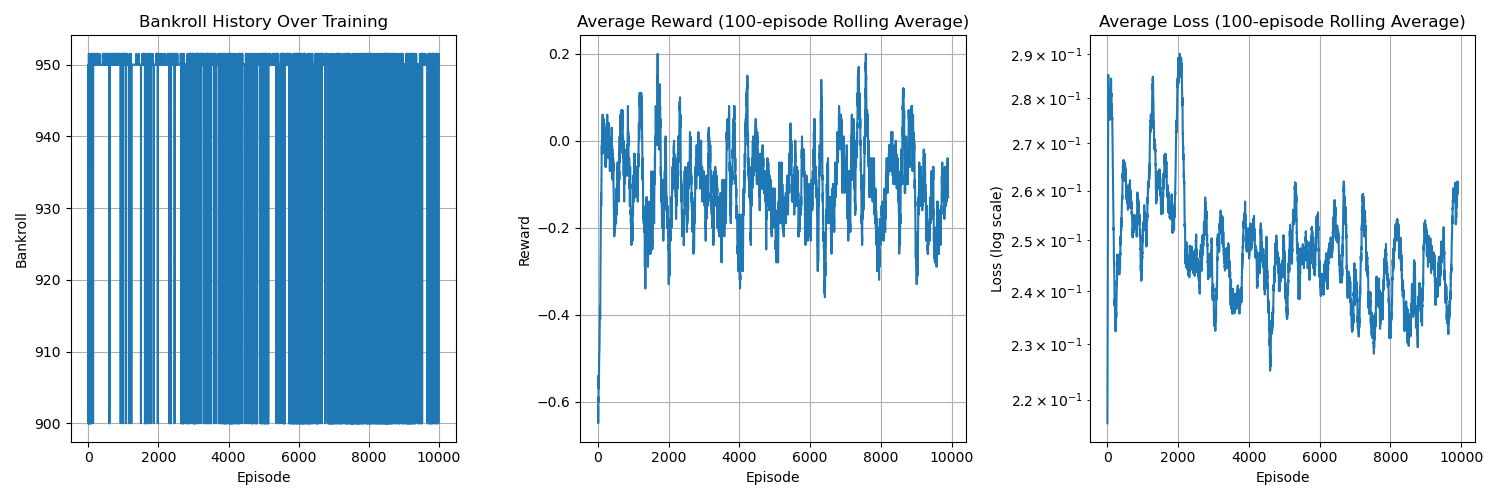 Bankroll History Over Training
Bankroll
950
940
930
920
910
900
0 2000 4000 6000 8000 10000
Episode
Average Reward (100-episode Rolling Average)
Reward
0.2
0.0
−0.2
−0.4
−0.6
0 2000 4000 6000 8000 10000
Episode
Average Loss (100-episode Rolling Average)
Loss (log scale)
2.9 × 10⁻¹
2.8 × 10⁻¹
2.7 × 10⁻¹
2.6 × 10⁻¹
2.5 × 10⁻¹
2.4 × 10⁻¹
2.3 × 10⁻¹
2.2 × 10⁻¹
0 2000 4000 6000 8000 10000
Episode